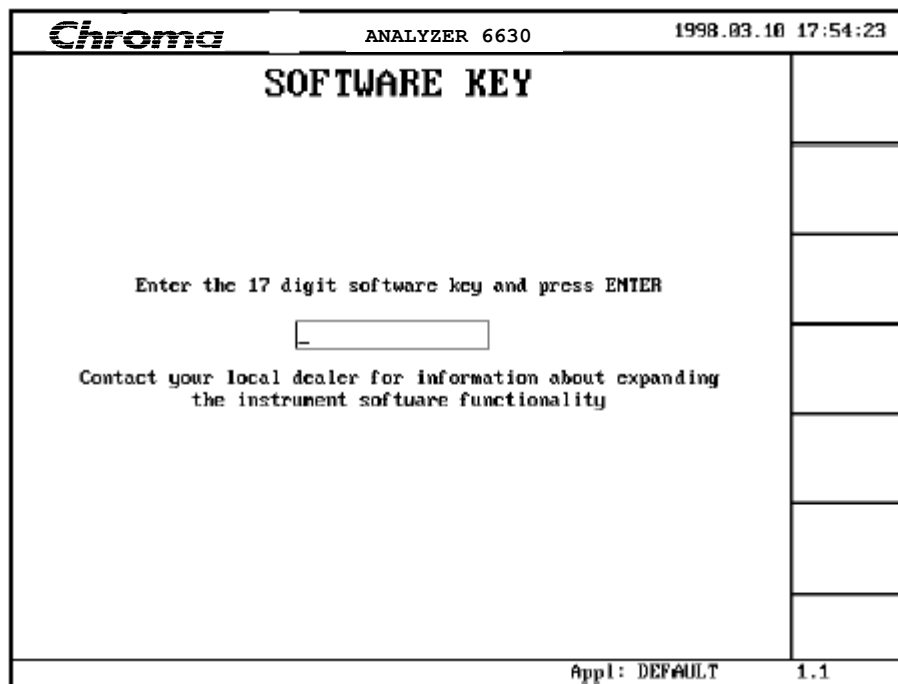 Chroma ANALYZER 6630 1998.03.10 17:54:23
SOFTWARE KEY
Enter the 17 digit software key and press ENTER
_
Contact your local dealer for information about expanding
the instrument software functionality
Appl: DEFAULT 1.1